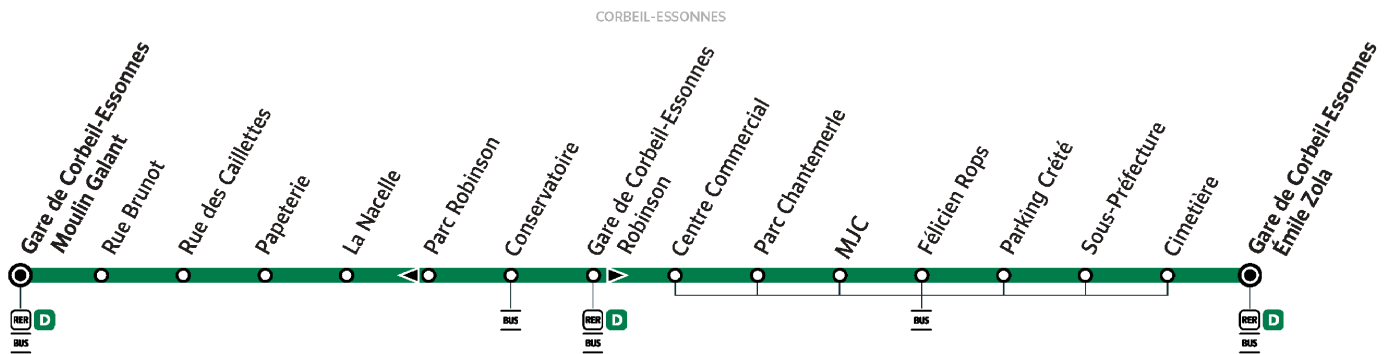 CORBEIL-ESSONNES
Gare de Corbeil-Essonnes
Moulin Galant
Rue Brunot
Rue des Caillettes
Papeterie
La Nacelle
Parc Robinson
Conservatoire
Gare de Corbeil-Essonnes
Robinson
Centre Commercial
Parc Chantemerle
MJC
Félicien Rops
Parking Crété
Sous-Préfecture
Cimetière
Gare de Corbeil-Essonnes
Émile Zola
RER D
BUS
BUS
RER D
BUS
BUS
RER D
BUS